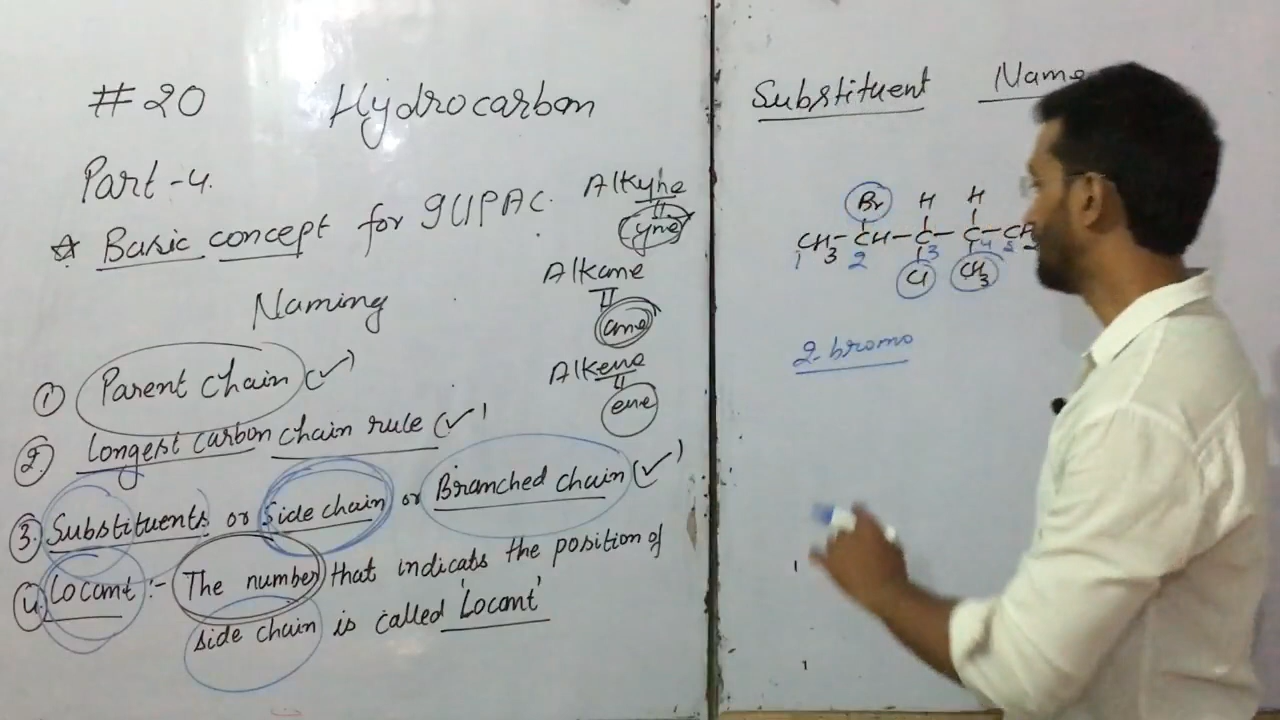 #20 Hydrocarbon
Part-4.
☆ Basic concept for IUPAC.
Naming
Alkyne
(yne)
Alkane
(ane)
Alkene
(ene)
① Parent chain (✓)
② Longest carbon chain rule (✓)
③. Substituents or Side chain or Branched chain (✓)
④. Locant :- The number that indicats the position of
side chain is called 'Locant'
Substituent Name
Br H H
CH3-CH-C-C-CH
1 2 3 4 5
Cl CH3
2-bromo